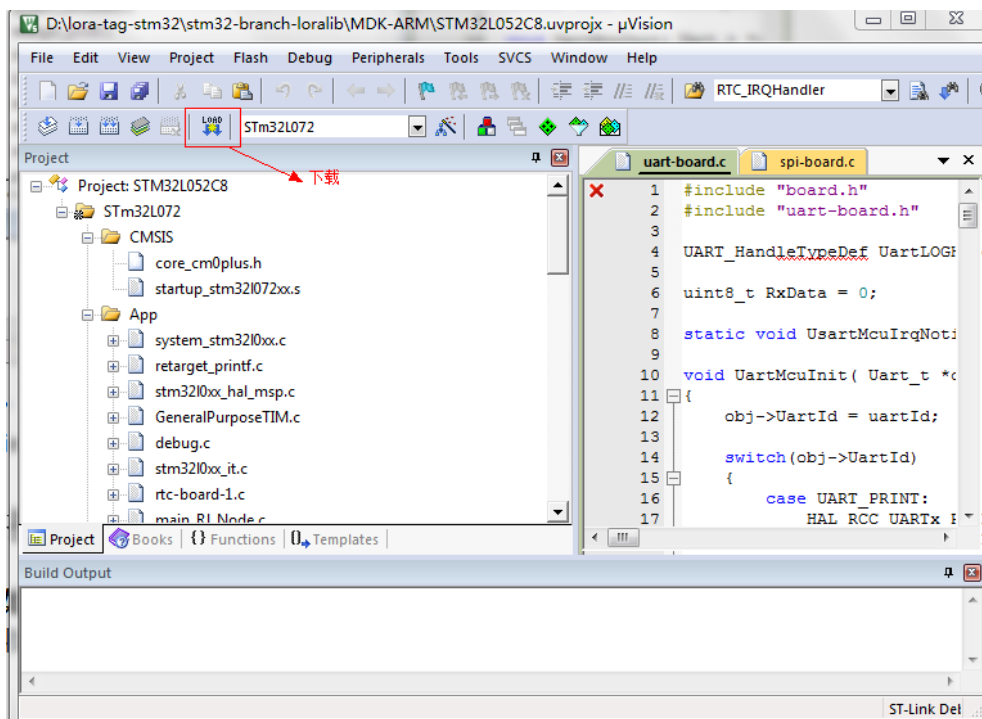 D:\lora-tag-stm32\stm32-branch-loralib\MDK-ARM\STM32L052C8.uvprojx - µVision
File Edit View Project Flash Debug Peripherals Tools SVCS Window Help
RTC_IRQHandler
LOAD STm32L072
下载
Project
Project: STM32L052C8
STm32L072
CMSIS
core_cm0plus.h
startup_stm32l072xx.s
App
system_stm32l0xx.c
retarget_printf.c
stm32l0xx_hal_msp.c
GeneralPurposeTIM.c
debug.c
stm32l0xx_it.c
rtc-board-1.c
main_RJ_Node.c
Project Books {} Functions Templates
uart-board.c spi-board.c
1 #include "board.h"
2 #include "uart-board.h"
3
4 UART_HandleTypeDef UartLOGH
5
6 uint8_t RxData = 0;
7
8 static void UsartMcuIrqNoti
9
10 void UartMcuInit( Uart_t *o
11 {
12 obj->UartId = uartId;
13
14 switch(obj->UartId)
15 {
16 case UART_PRINT:
17 HAL_RCC_UARTx
Build Output
ST-Link Del